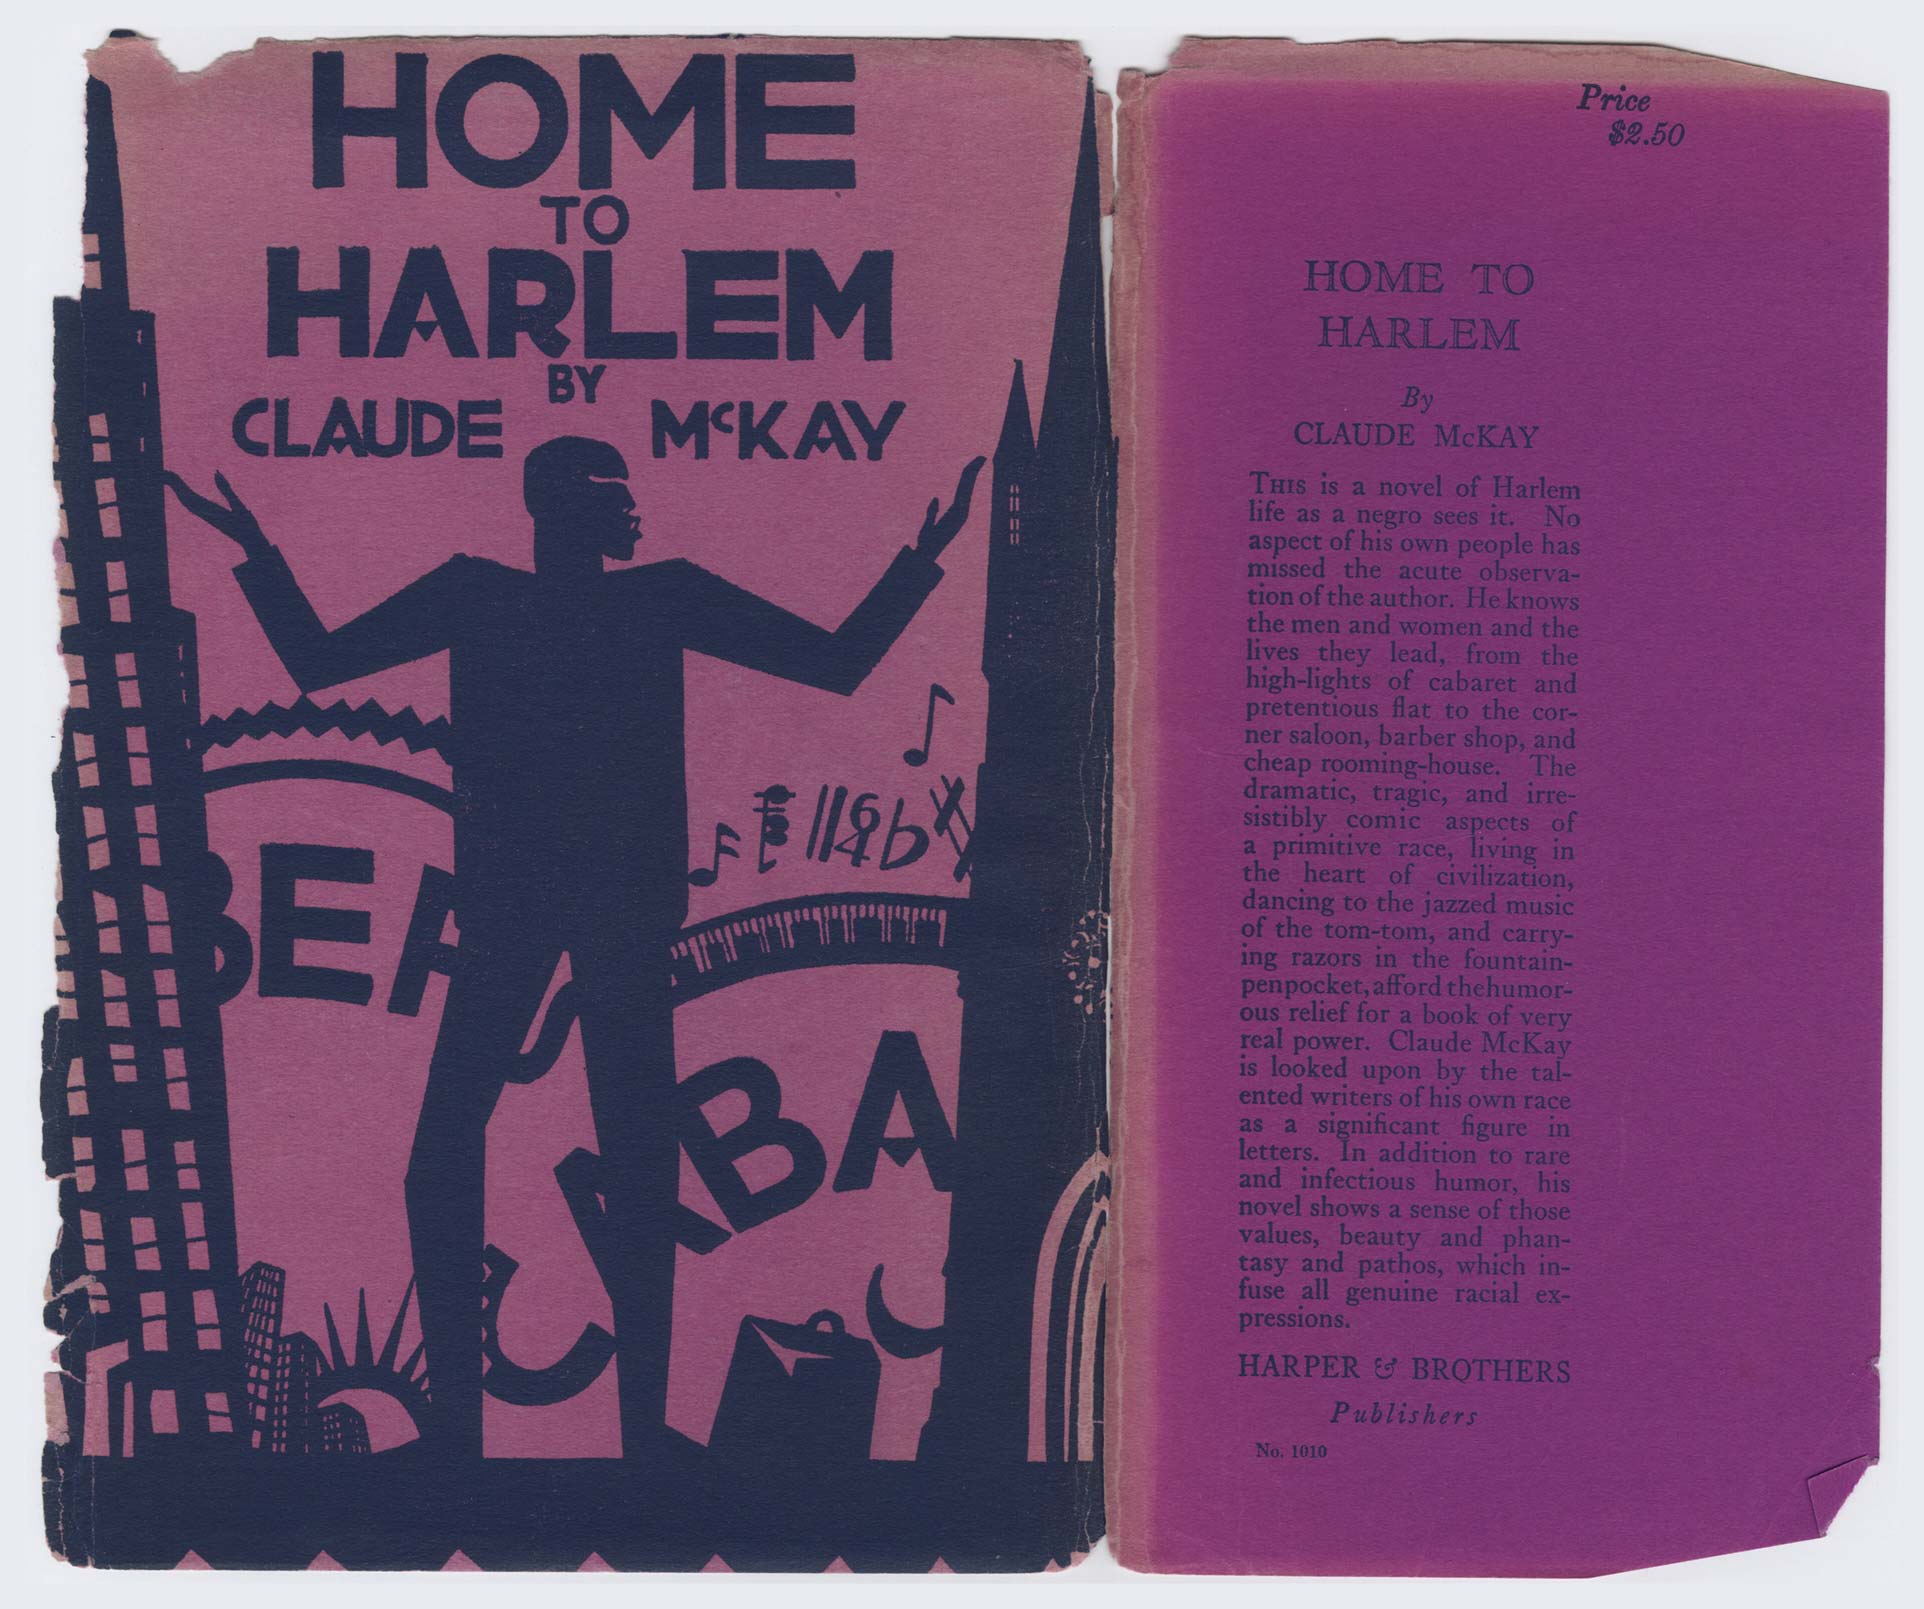 HOME
TO
HARLEM
BY
CLAUDE McKAY
BEA
CABA
Price
$2.50
HOME TO
HARLEM
By
CLAUDE McKAY
THIS is a novel of Harlem
life as a negro sees it. No
aspect of his own people has
missed the acute observa-
tion of the author. He knows
the men and women and the
lives they lead, from the
high-lights of cabaret and
pretentious flat to the cor-
ner saloon, barber shop, and
cheap rooming-house. The
dramatic, tragic, and irre-
sistibly comic aspects of
a primitive race, living in
the heart of civilization,
dancing to the jazzed music
of the tom-tom, and carry-
ing razors in the fountain-
pen pocket, afford the humor-
ous relief for a book of very
real power. Claude McKay
is looked upon by the tal-
ented writers of his own race
as a significant figure in
letters. In addition to rare
and infectious humor, his
novel shows a sense of those
values, beauty and phan-
tasy and pathos, which in-
fuse all genuine racial ex-
pressions.
HARPER & BROTHERS
Publishers
No. 1010